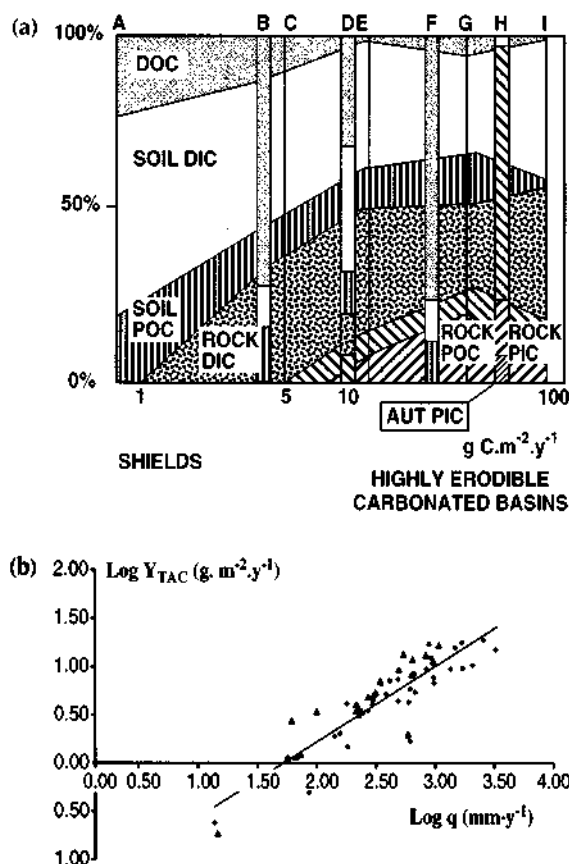 (a)
A B C D E F G H I
100%
DOC
SOIL DIC
50%
SOIL POC
ROCK DIC
ROCK POC
ROCK PIC
0%
1 5 10 100
AUT PIC
g C.m⁻².y⁻¹
SHIELDS
HIGHLY ERODIBLE
CARBONATED BASINS
(b)
Log Y_TAC (g. m⁻².y⁻¹)
2.00
1.50
1.00
0.50
0.00
0.00 0.50 1.00 1.50 2.00 2.50 3.00 3.50 4.00
0.50
Log q (mm·y⁻¹)
1.00